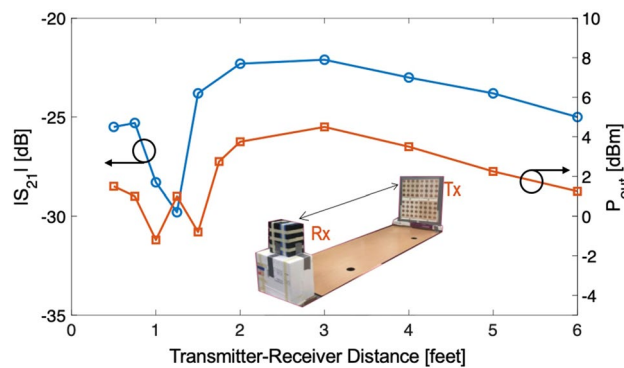 -20
-25
-30
-35
|S21| [dB]
10
8
6
4
2
0
-2
-4
Pout [dBm]
Tx
Rx
0 1 2 3 4 5 6
Transmitter-Receiver Distance [feet]